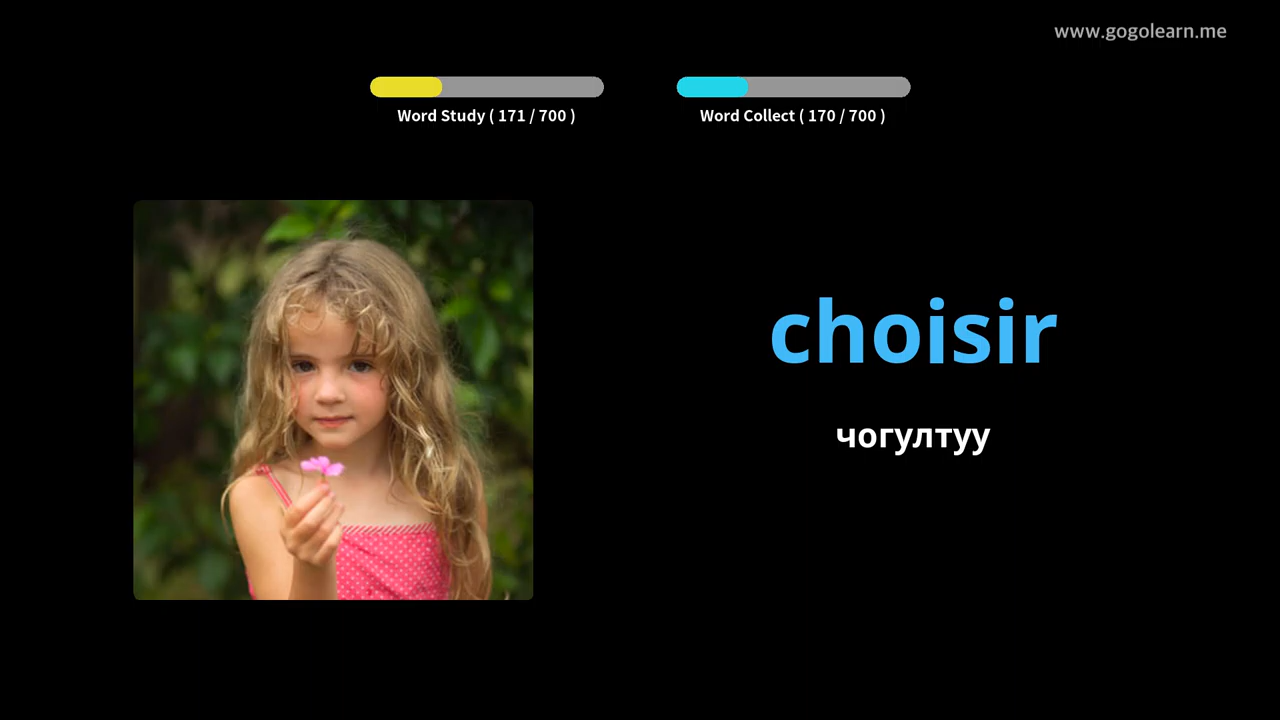 www.gogolearn.me
Word Study ( 171 / 700 )
Word Collect ( 170 / 700 )
choisir
чогултуу